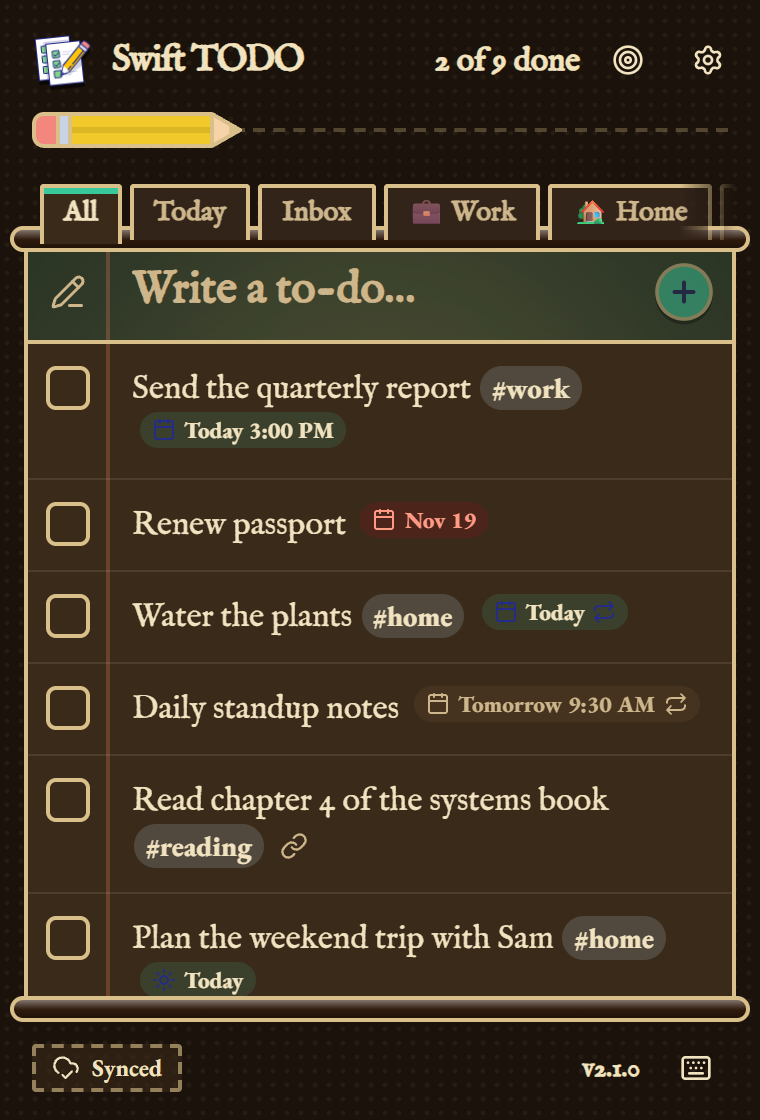 Swift TODO
2 of 9 done
All Today Inbox Work Home
Write a to-do...
Send the quarterly report #work
Today 3:00 PM
Renew passport Nov 19
Water the plants #home Today
Daily standup notes Tomorrow 9:30 AM
Read chapter 4 of the systems book
#reading
Plan the weekend trip with Sam #home
Today
Synced
v2.1.0